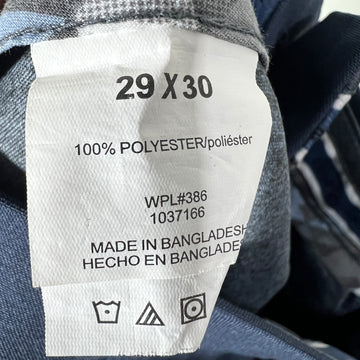 29 X 30
100% POLYESTER/poliéster
WPL#386
1037166
MADE IN BANGLADESH
HECHO EN BANGLADES